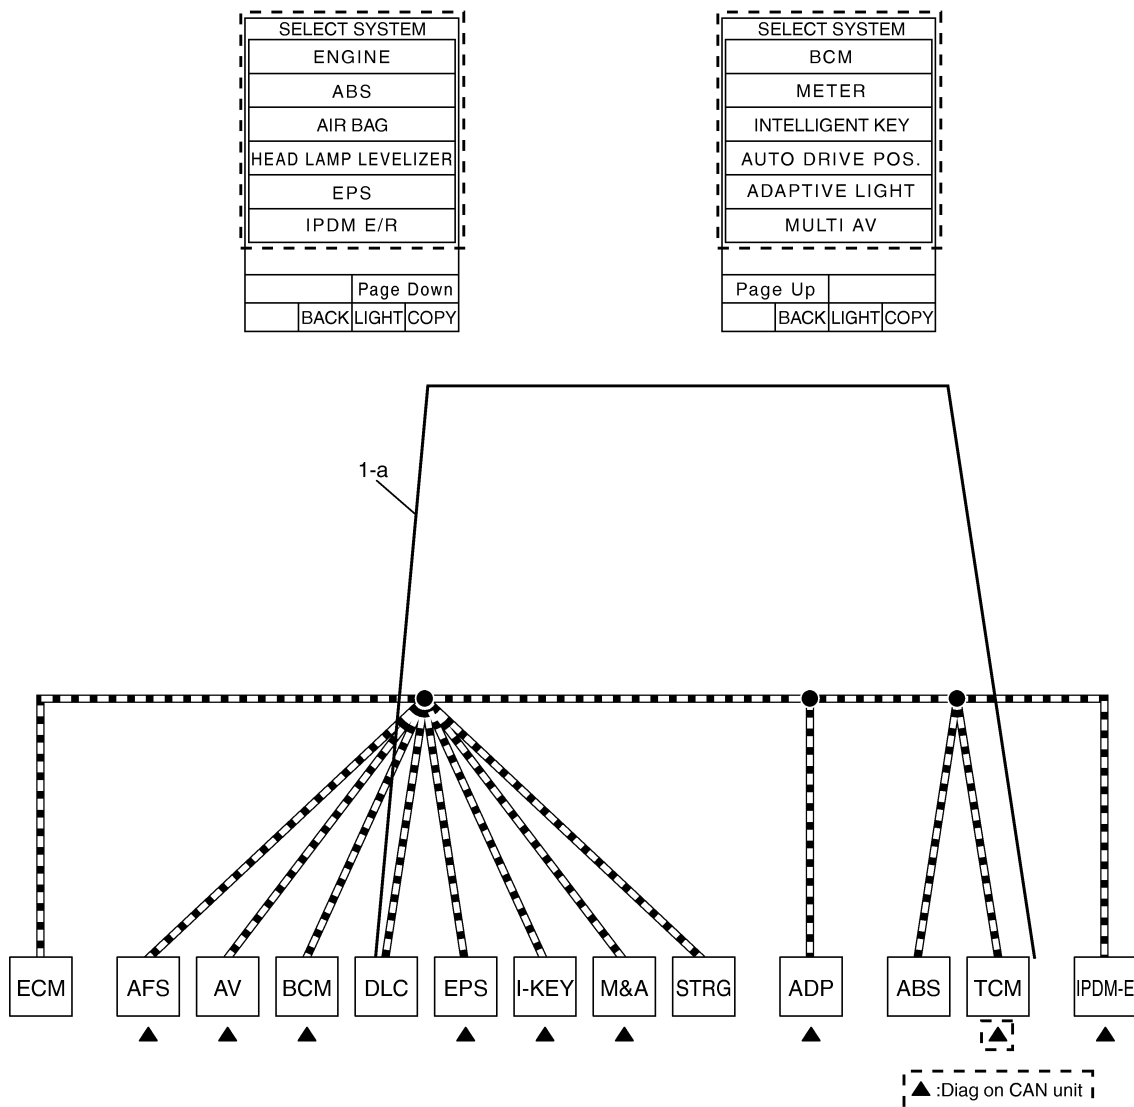 SELECT SYSTEM
ENGINE
ABS
AIR BAG
HEAD LAMP LEVELIZER
EPS
IPDM E/R
Page Down
BACK LIGHT COPY
SELECT SYSTEM
BCM
METER
INTELLIGENT KEY
AUTO DRIVE POS.
ADAPTIVE LIGHT
MULTI AV
Page Up
BACK LIGHT COPY
1-a
ECM AFS AV BCM DLC EPS I-KEY M&A STRG ADP ABS TCM IPDM-E
:Diag on CAN unit